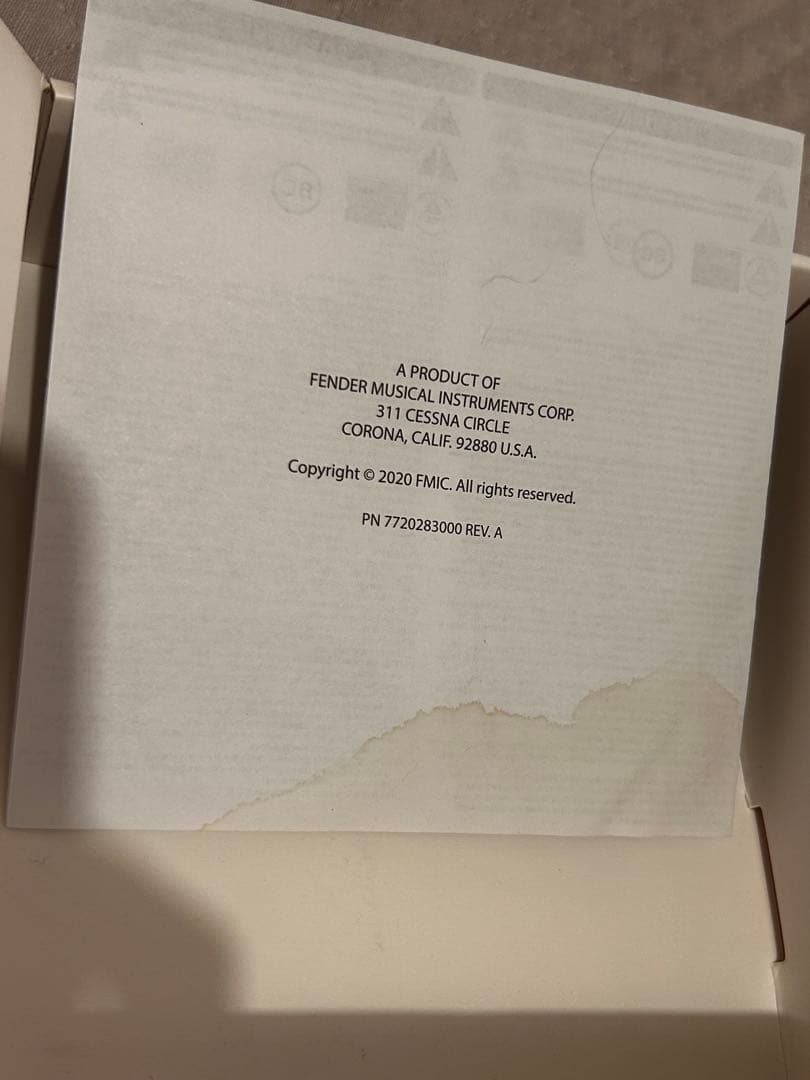 A PRODUCT OF
FENDER MUSICAL INSTRUMENTS CORP.
311 CESSNA CIRCLE
CORONA, CALIF. 92880 U.S.A.
Copyright © 2020 FMIC. All rights reserved.
PN 7720283000 REV. A